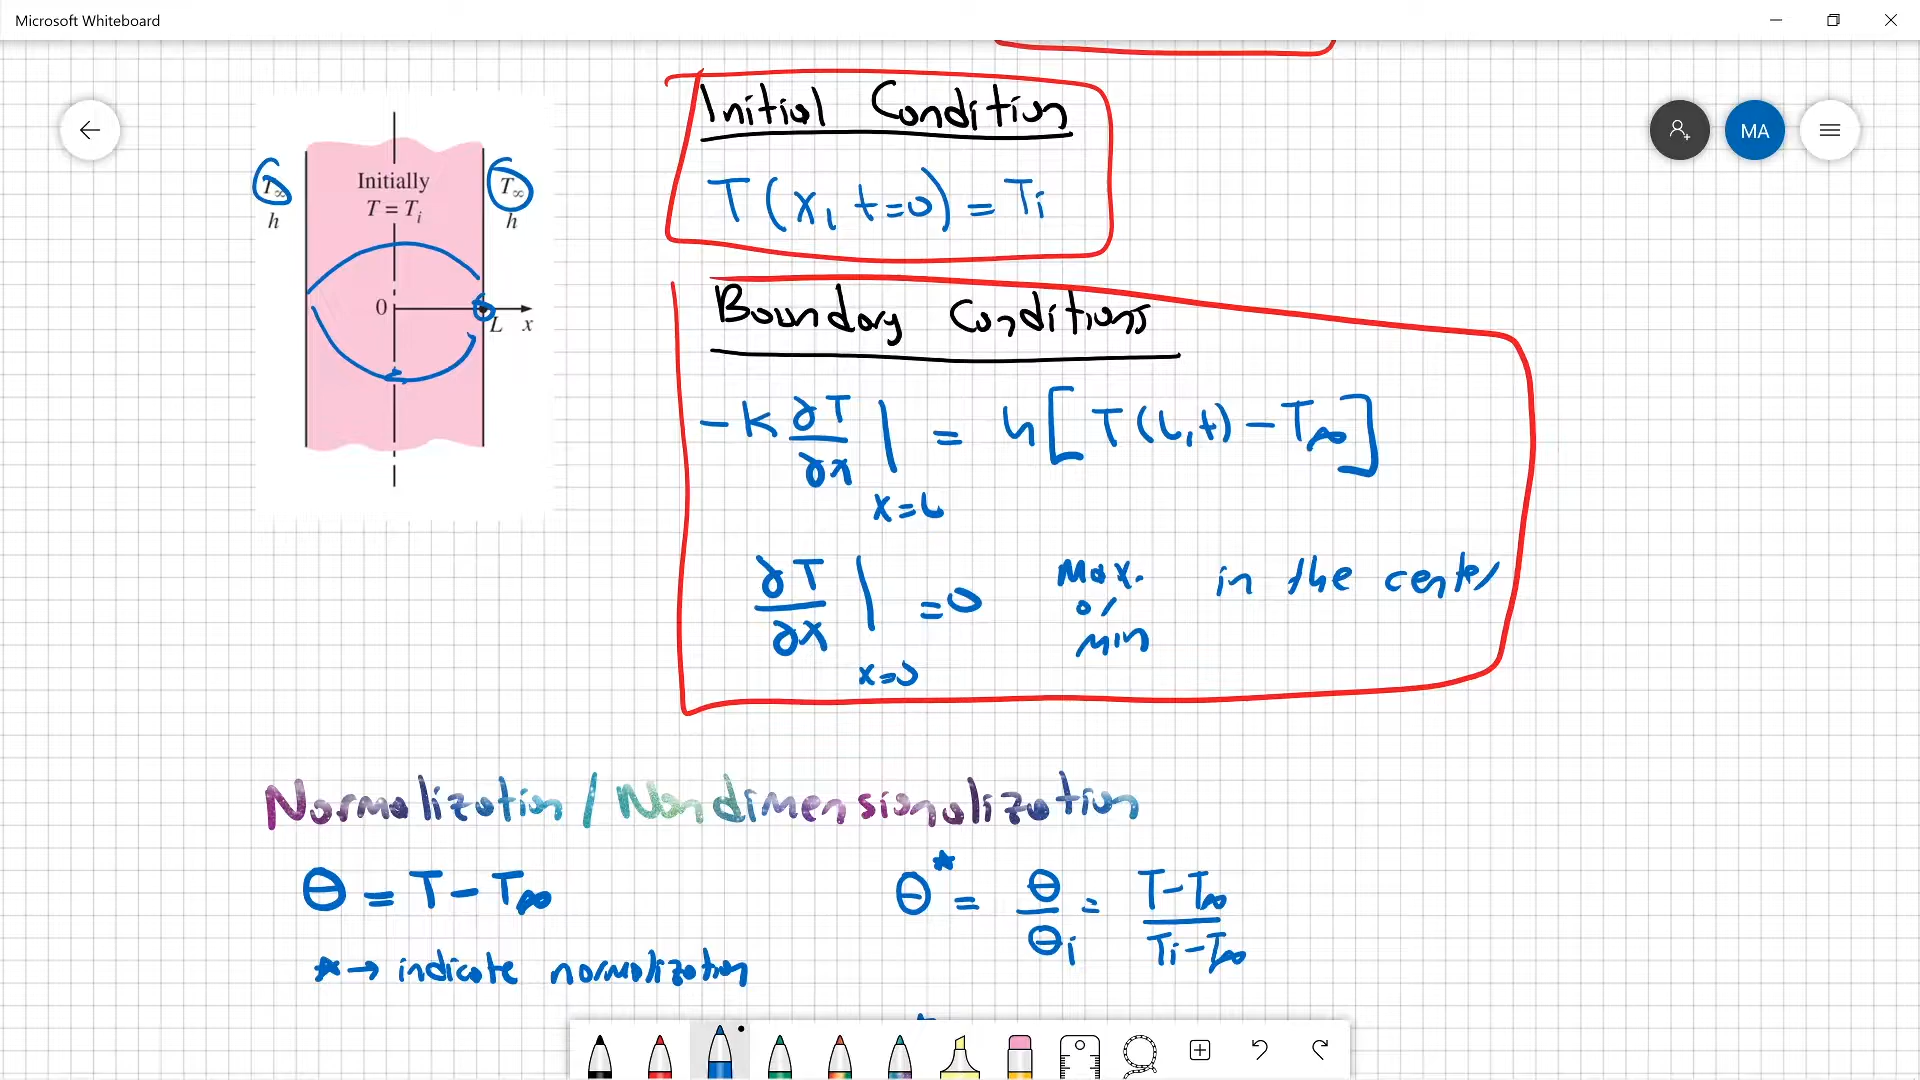 Microsoft Whiteboard
MA
T∞
h
Initially
T = Ti
T∞
h
0
L
x
Initial Condition
T(x, t=0) = Ti
Boundary Conditions
-k ∂T/∂x |x=L = h[T(L,t) - T∞]
∂T/∂x |x=0 = 0 Max. or min in the center
Normalization / Nondimensionalization
θ = T - T∞
θ* = θ/θi = (T - T∞)/(Ti - T∞)
* → indicate normalization